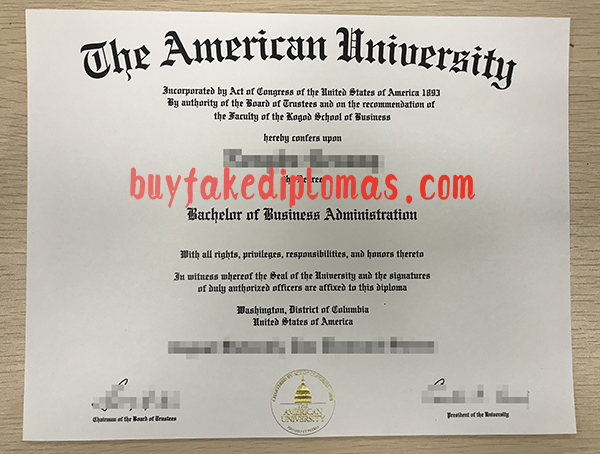 The American University
Incorporated by Act of Congress of the United States of America 1893
By authority of the Board of Trustees and on the recommendation of
the Faculty of the Kogod School of Business
hereby confers upon
buyfakediplomas.com
Bachelor of Business Administration
With all rights, privileges, responsibilities, and honors thereto
In witness whereof the Seal of the University and the signatures
of duly authorized officers are affixed to this diploma
Washington, District of Columbia
United States of America
THE
AMERICAN
UNIVERSITY
Chairman of the Board of Trustees
President of the University